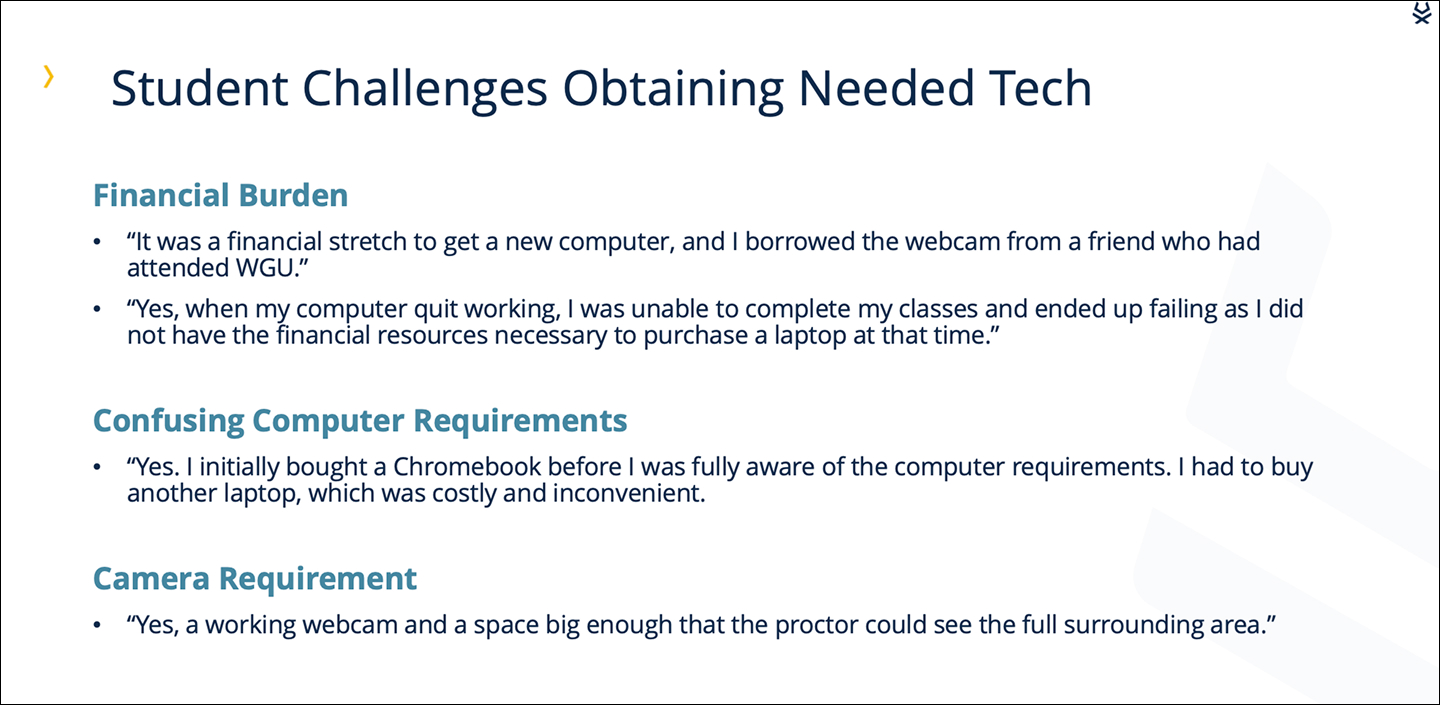 Student Challenges Obtaining Needed Tech
Financial Burden
• “It was a financial stretch to get a new computer, and I borrowed the webcam from a friend who had
attended WGU.”
• “Yes, when my computer quit working, I was unable to complete my classes and ended up failing as I did
not have the financial resources necessary to purchase a laptop at that time.”
Confusing Computer Requirements
• “Yes. I initially bought a Chromebook before I was fully aware of the computer requirements. I had to buy
another laptop, which was costly and inconvenient.
Camera Requirement
• “Yes, a working webcam and a space big enough that the proctor could see the full surrounding area.”